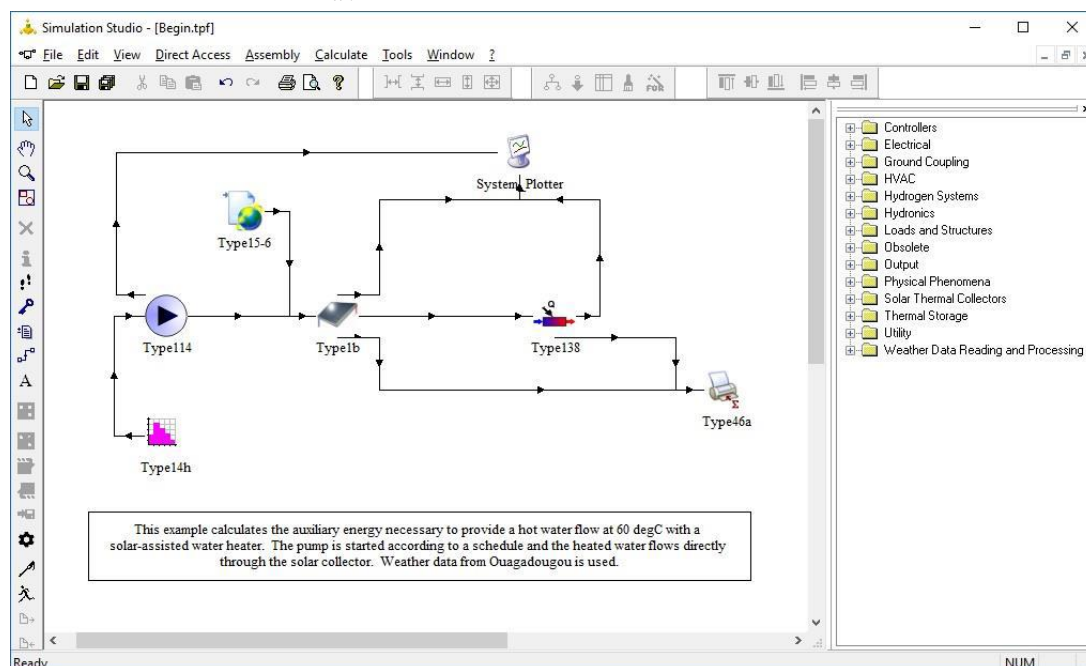 Simulation Studio - [Begin.tpf]
File Edit View Direct Access Assembly Calculate Tools Window ?
FOR
A
System Plotter
Type15-6
Q
Type114
Type1b
Type138
Σ
Type46a
Type14h
This example calculates the auxiliary energy necessary to provide a hot water flow at 60 degC with a
solar-assisted water heater. The pump is started according to a schedule and the heated water flows directly
through the solar collector. Weather data from Ouagadougou is used.
Controllers
Electrical
Ground Coupling
HVAC
Hydrogen Systems
Hydronics
Loads and Structures
Obsolete
Output
Physical Phenomena
Solar Thermal Collectors
Thermal Storage
Utility
Weather Data Reading and Processing
Ready
NUM